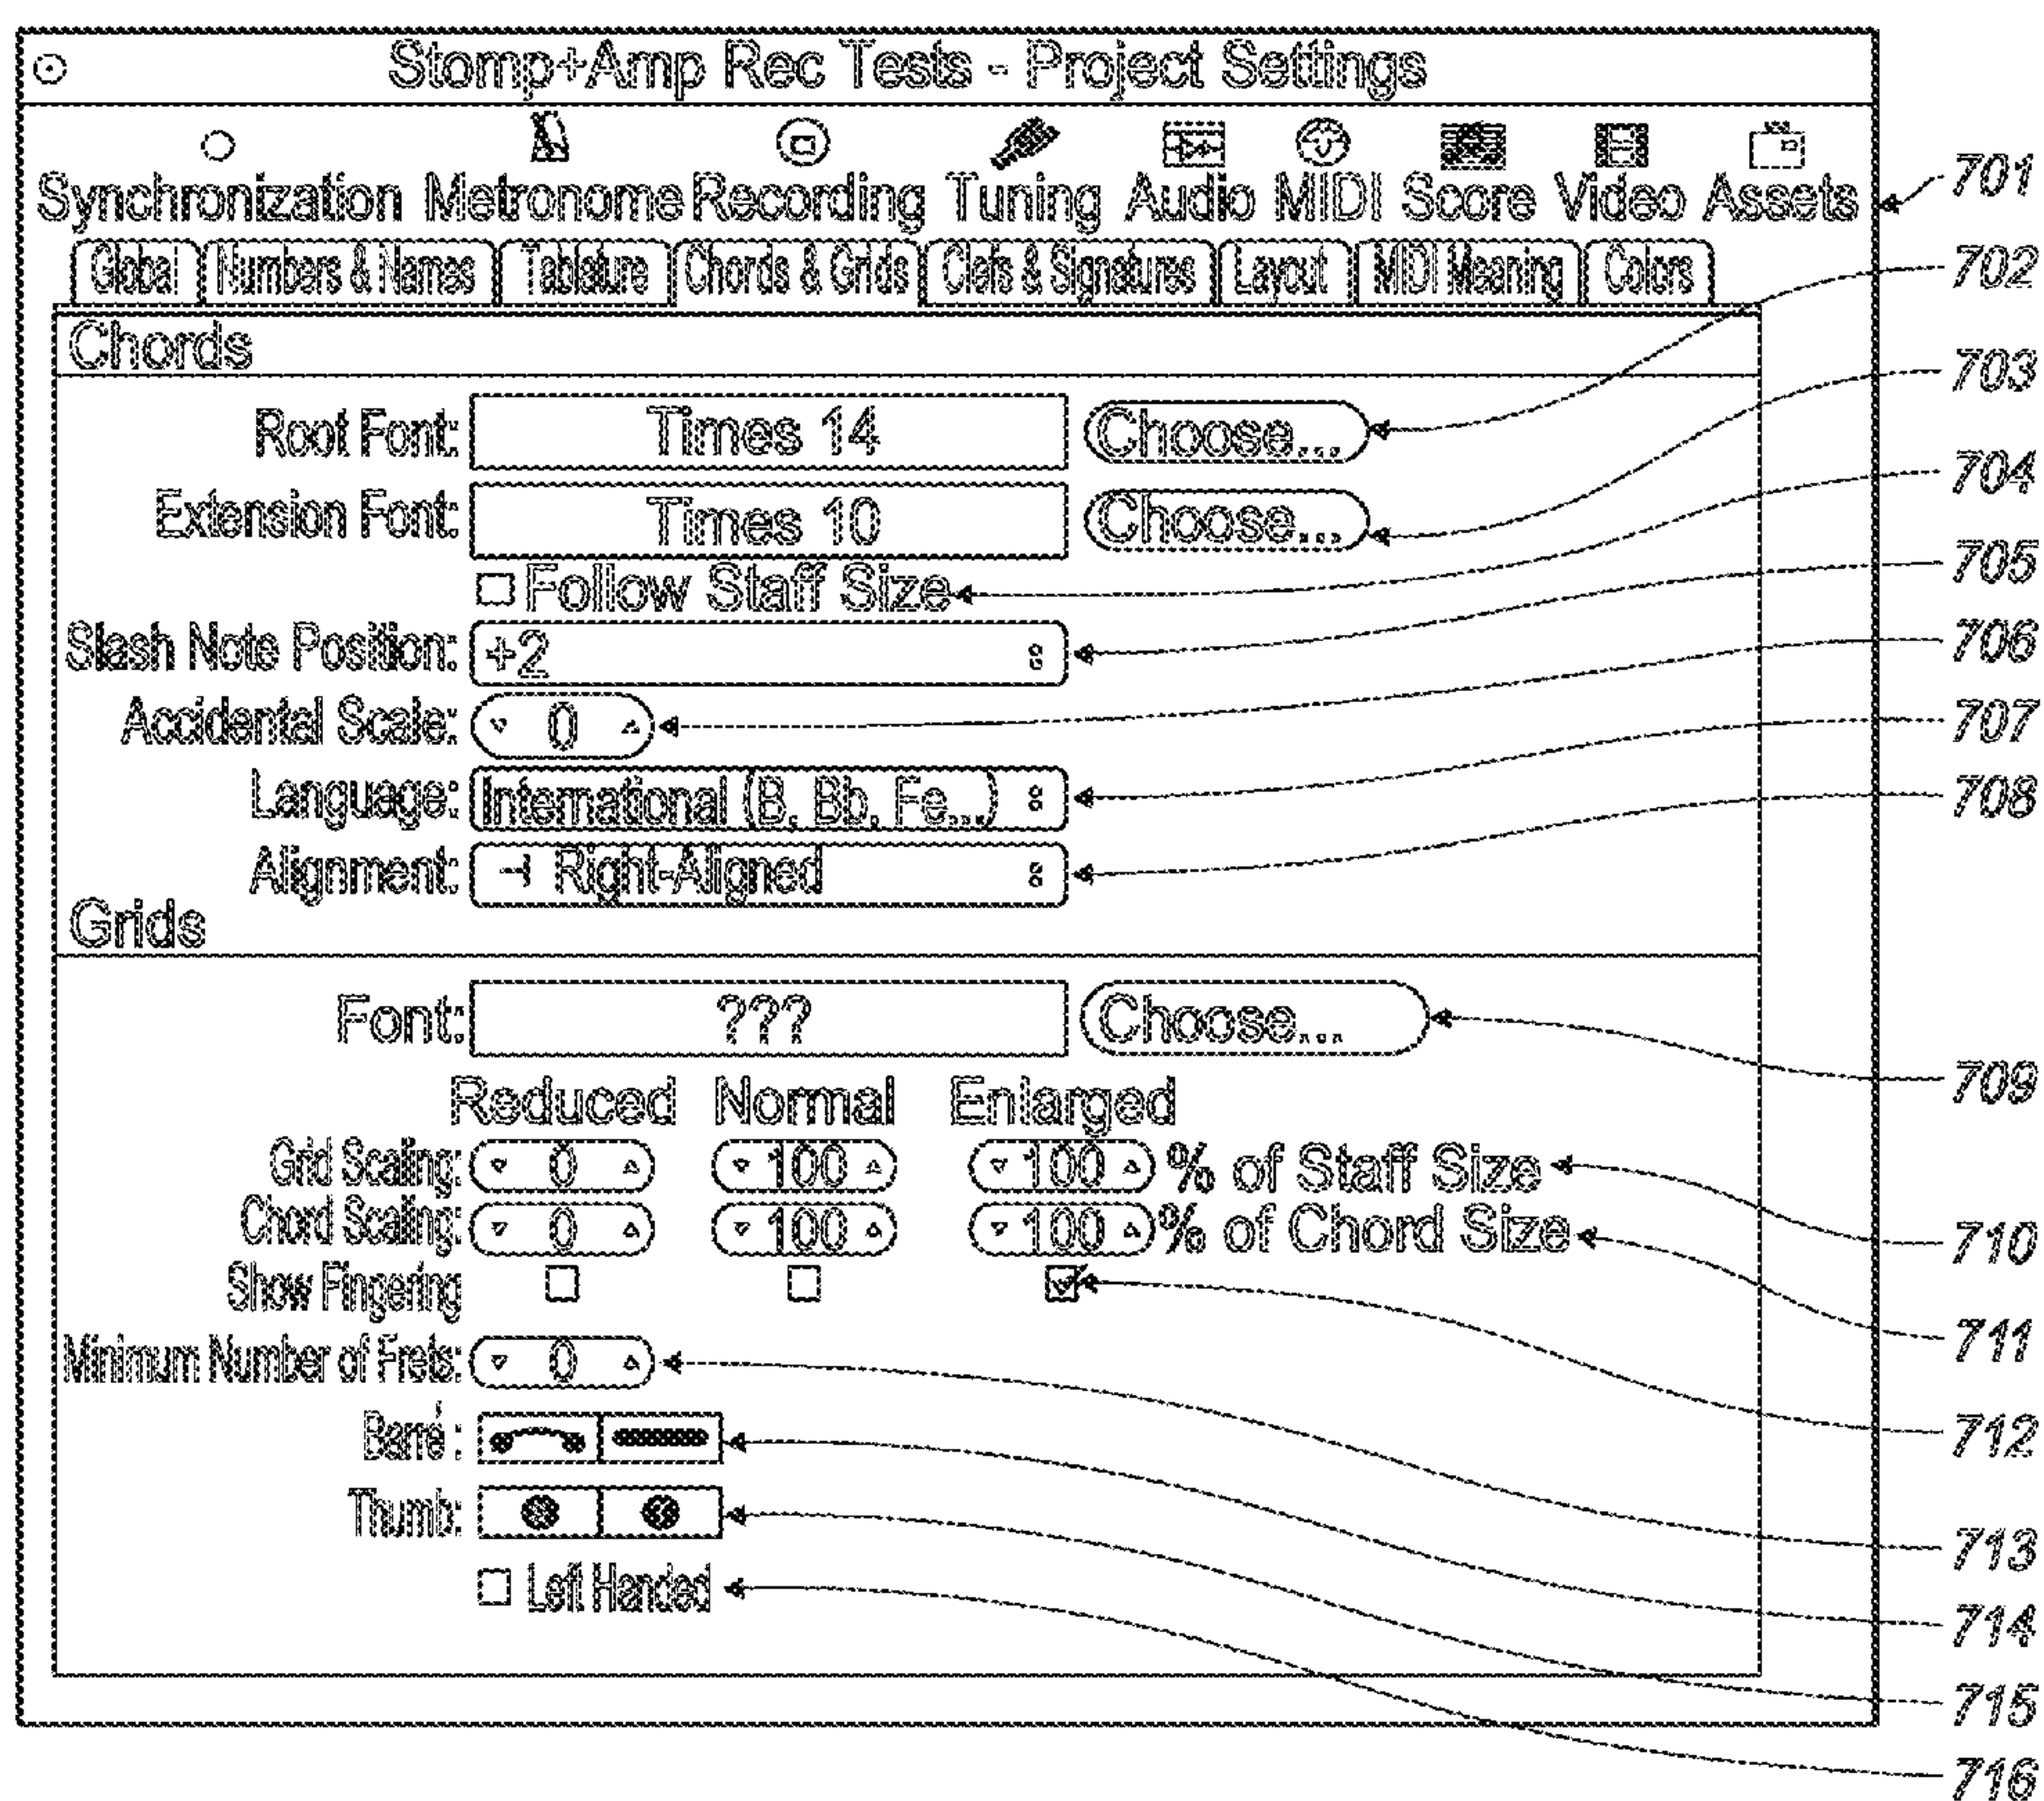 Stomp+Amp Rec Tests - Project Settings
Synchronization Metronome Recording Tuning Audio MIDI Score Video Assets
701
Global Numbers & Names Tablature Chords & Grids Clefs & Signatures Layout MIDI Meaning Colors
702
Chords
703
Root Font: Times 14 Choose...
704
Extension Font: Times 10 Choose...
705
Follow Staff Size
Slash Note Position: +2
706
Accidental Scale: 0
707
Language: International (B, Bb, Fe...)
708
Alignment: Right-Aligned
Grids
Font: ??? Choose...
709
Reduced Normal Enlarged
Grid Scaling: 0 100 100 % of Staff Size
710
Chord Scaling: 0 100 100 % of Chord Size
Show Fingering
711
Minimum Number of Frets: 0
712
Barré :
Thumb:
713
Left Handed
714
715
716